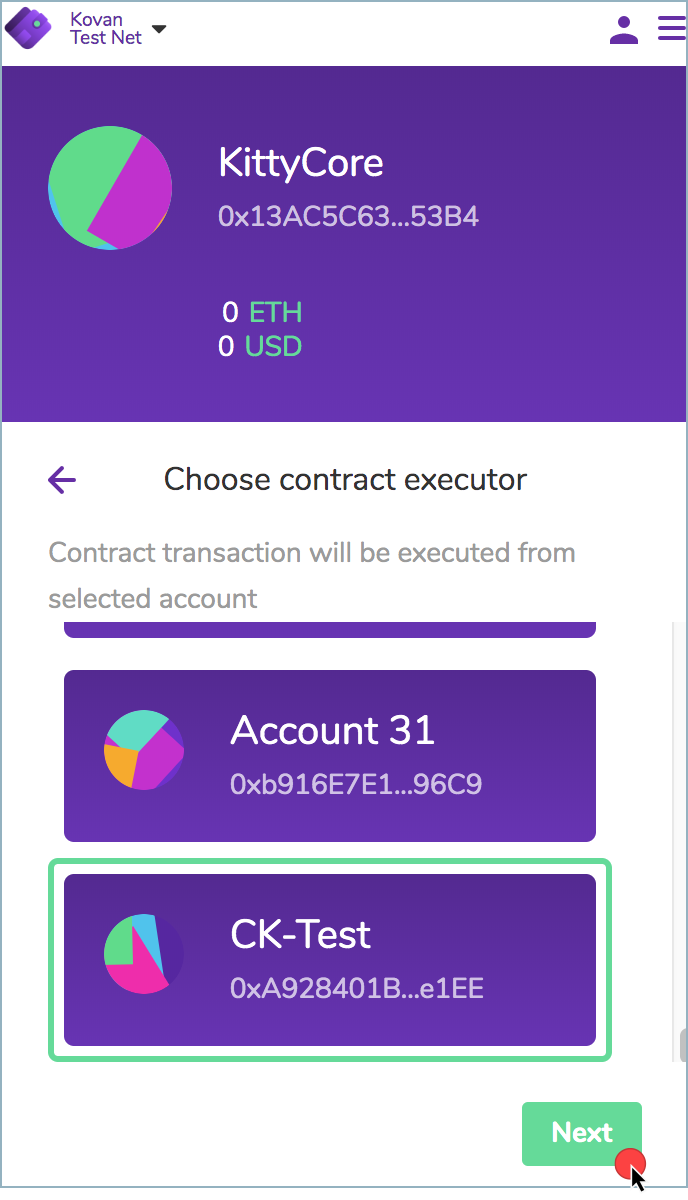 Kovan
Test Net
KittyCore
0x13AC5C63...53B4
0 ETH
0 USD
Choose contract executor
Contract transaction will be executed from
selected account
Account 31
0xb916E7E1...96C9
CK-Test
0xA928401B...e1EE
Next